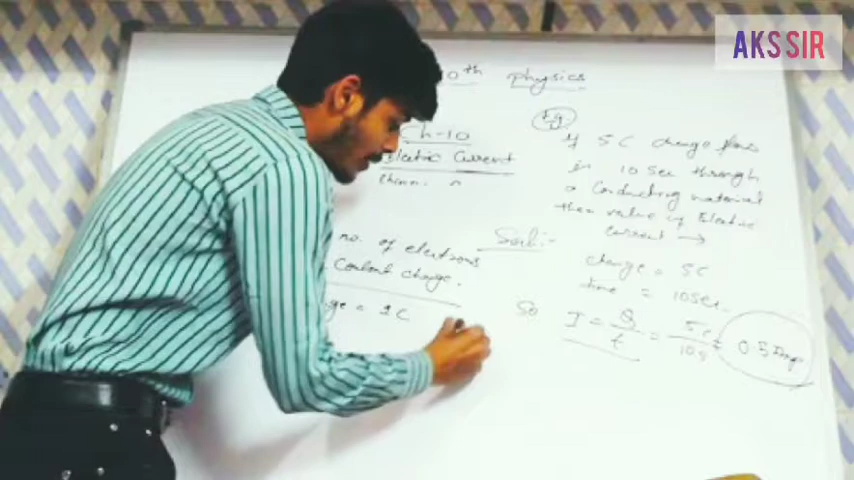 AKS SIR
0th physics
Ch-10
Electric Current
Eg
If 5C charge flows
in 10 Sec through
a Conducting material
then value of Electric
Current →
no. of electrons
Coulomb charge.
ge = 1C
Sol:-
charge = 5C
time = 10 Sec.
So I = Q/t = 5C/10s = 0.5 Amp